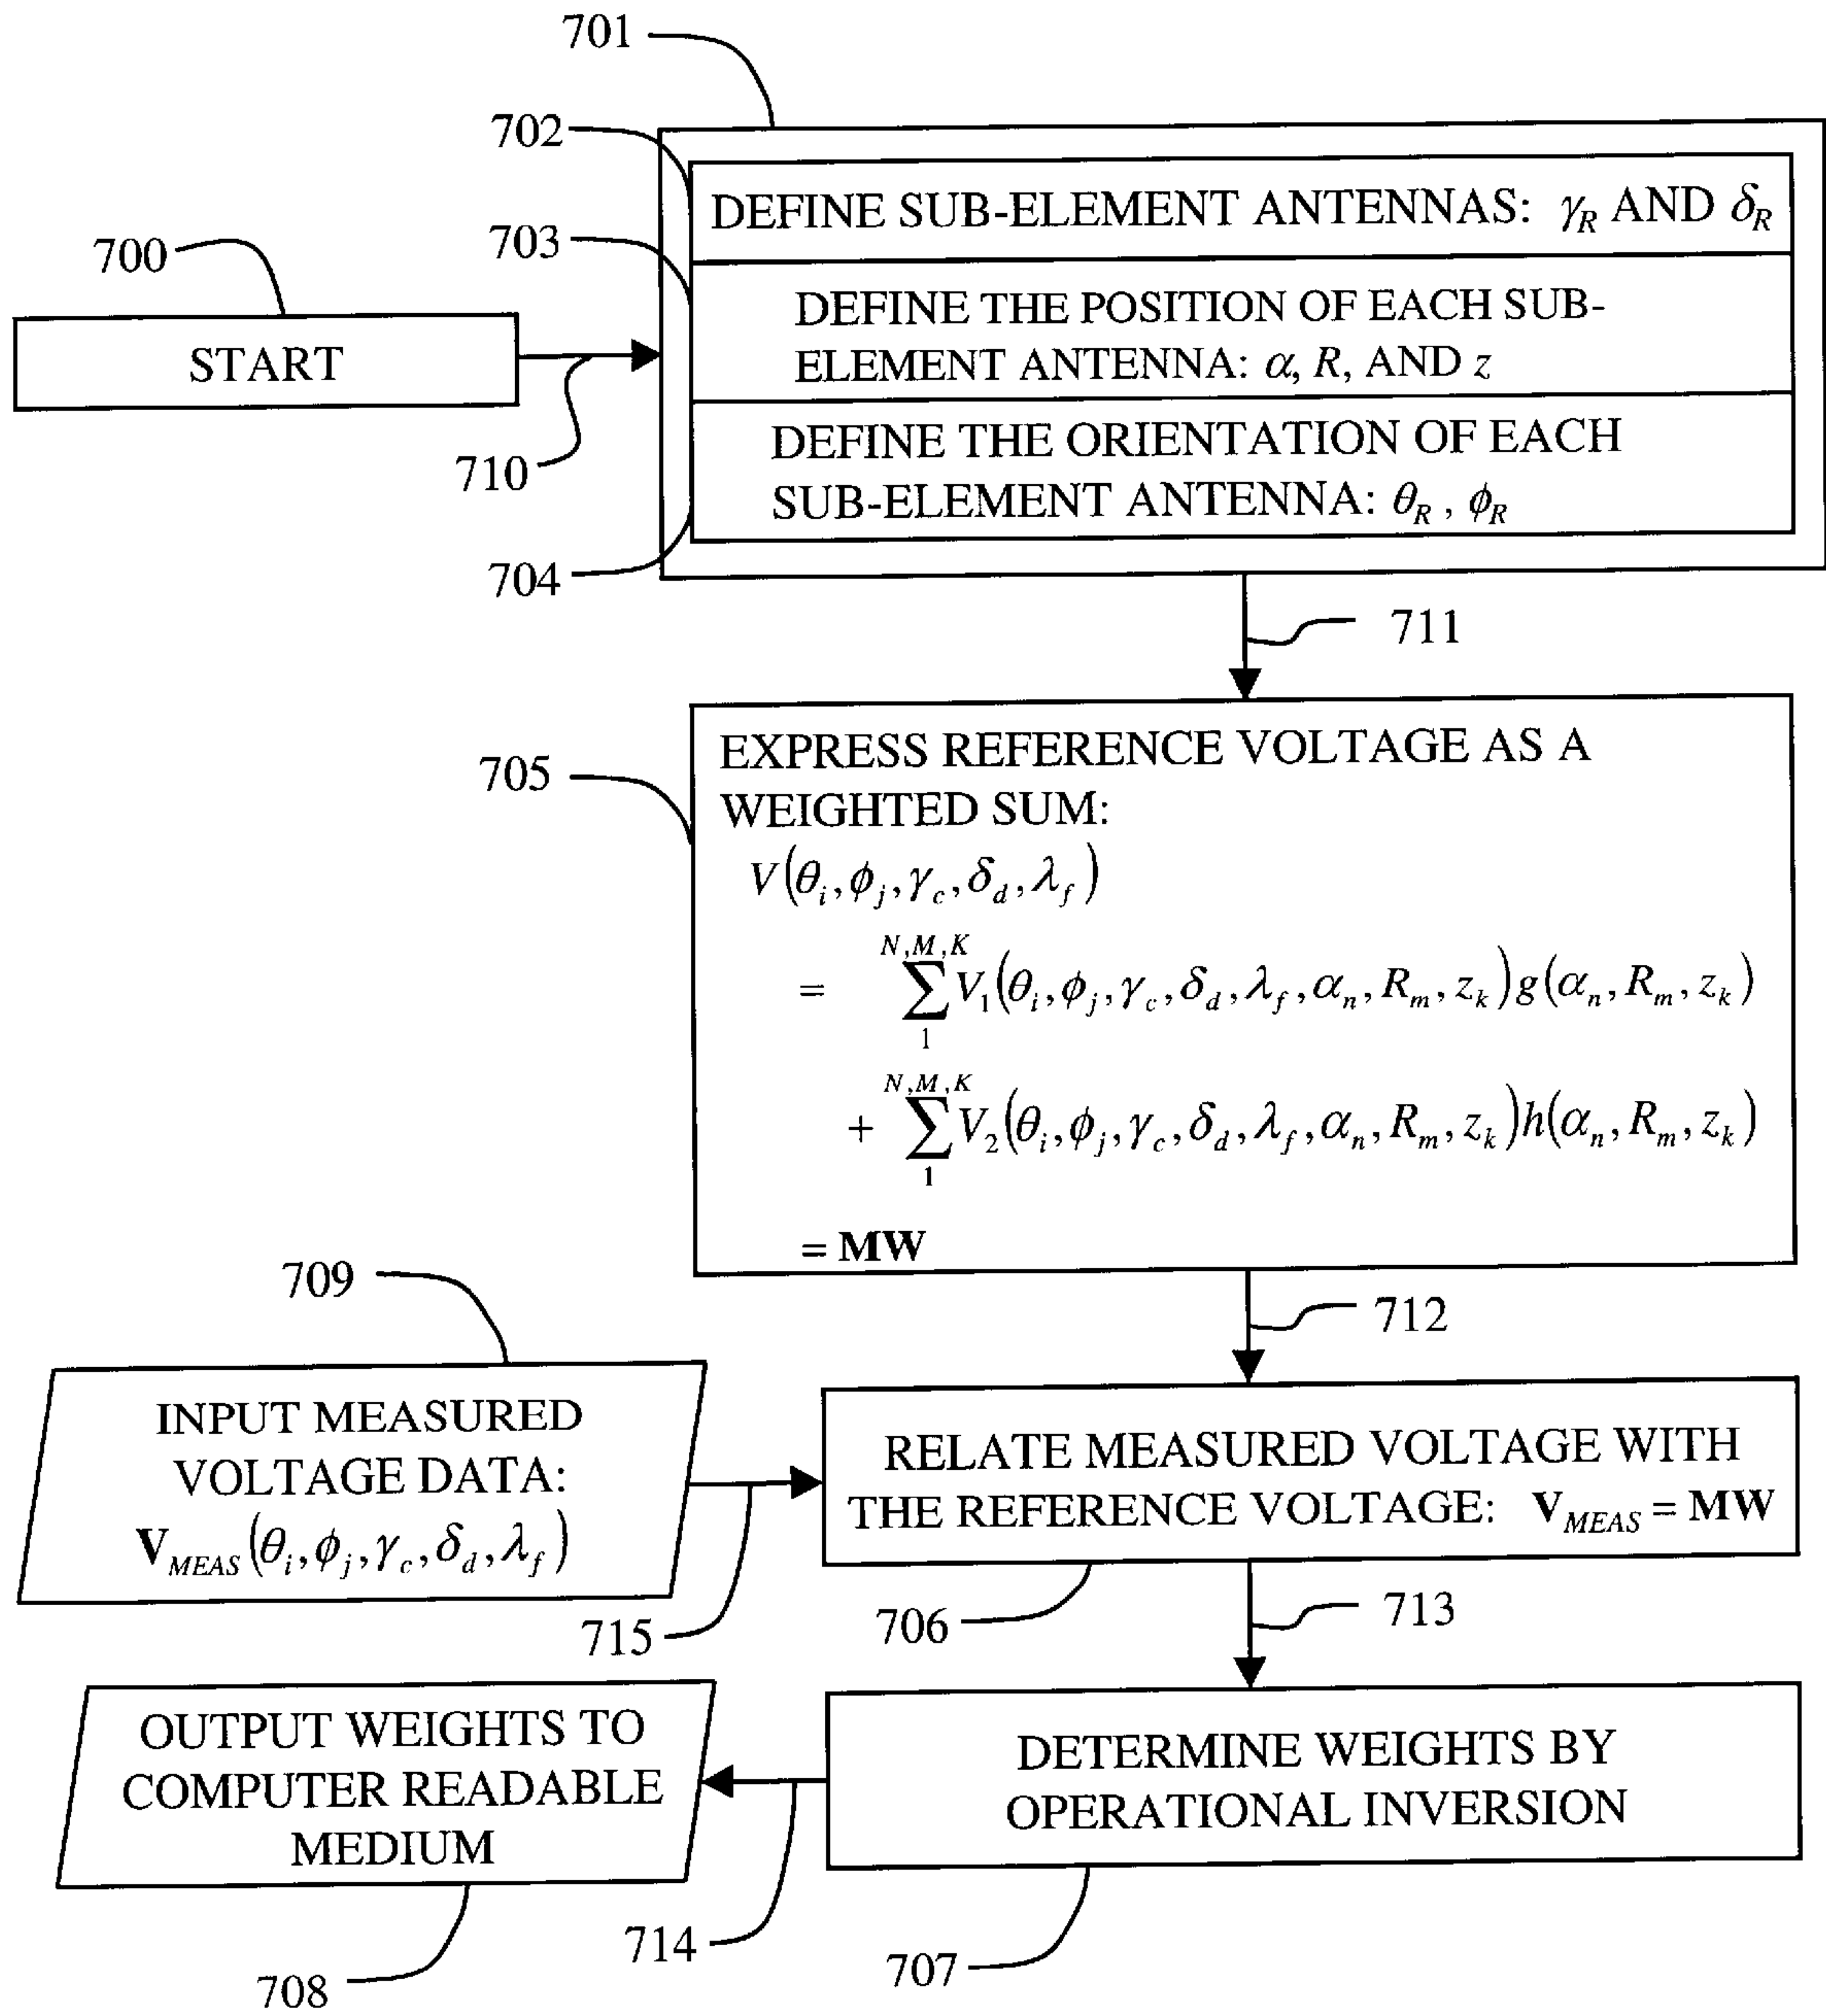 701
702
DEFINE SUB-ELEMENT ANTENNAS: γ_R AND δ_R
703
700
DEFINE THE POSITION OF EACH SUB-
ELEMENT ANTENNA: α, R, AND z
START
DEFINE THE ORIENTATION OF EACH
SUB-ELEMENT ANTENNA: θ_R , ϕ_R
710
704
711
705
EXPRESS REFERENCE VOLTAGE AS A
WEIGHTED SUM:
V(θ_i, ϕ_j, γ_c, δ_d, λ_f)
= ∑_1^{N,M,K} V_1(θ_i, ϕ_j, γ_c, δ_d, λ_f, α_n, R_m, z_k)g(α_n, R_m, z_k)
+ ∑_1^{N,M,K} V_2(θ_i, ϕ_j, γ_c, δ_d, λ_f, α_n, R_m, z_k)h(α_n, R_m, z_k)
= MW
709
712
INPUT MEASURED
VOLTAGE DATA:
V_MEAS(θ_i, ϕ_j, γ_c, δ_d, λ_f)
RELATE MEASURED VOLTAGE WITH
THE REFERENCE VOLTAGE: V_MEAS = MW
715
706
713
OUTPUT WEIGHTS TO
COMPUTER READABLE
MEDIUM
DETERMINE WEIGHTS BY
OPERATIONAL INVERSION
714
708
707